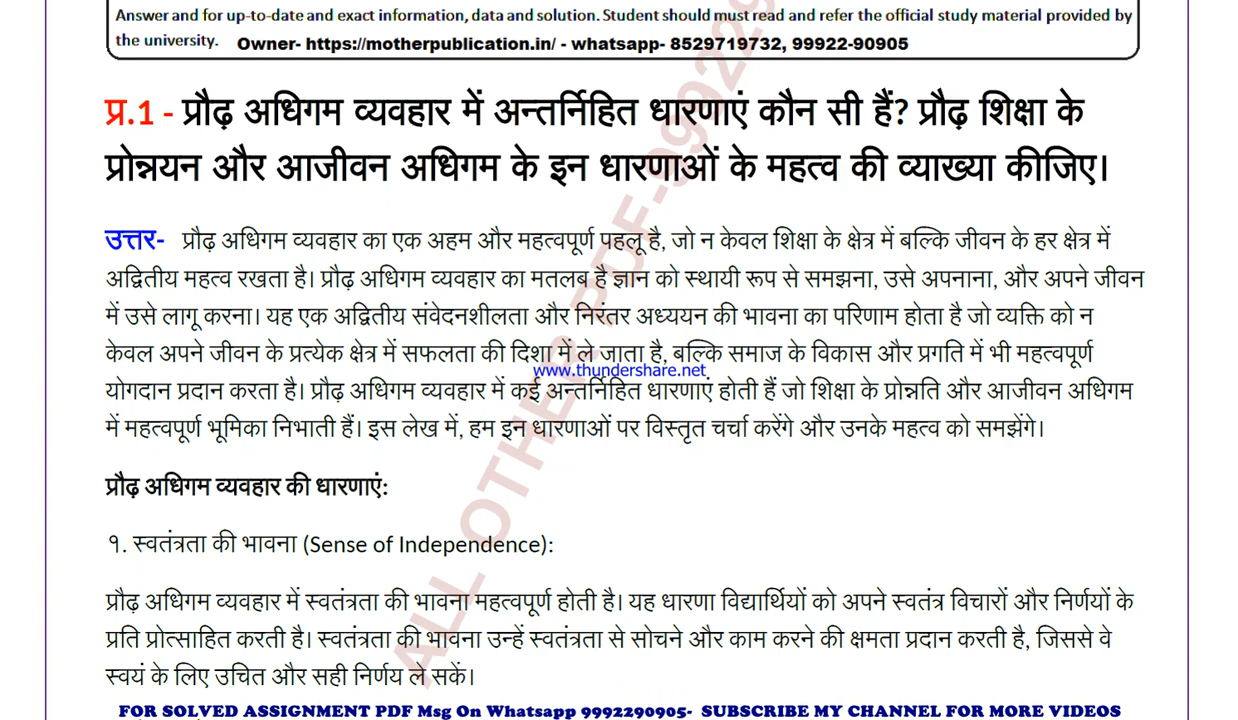 Answer and for up-to-date and exact information, data and solution. Student should must read and refer the official study material provided by
the university. Owner- https://motherpublication.in/ - whatsapp- 8529719732, 99922-90905
प्र.1 - प्रौढ़ अधिगम व्यवहार में अन्तर्निहित धारणाएं कौन सी हैं? प्रौढ़ शिक्षा के
प्रोन्नयन और आजीवन अधिगम के इन धारणाओं के महत्व की व्याख्या कीजिए।
उत्तर- प्रौढ़ अधिगम व्यवहार का एक अहम और महत्वपूर्ण पहलू है, जो न केवल शिक्षा के क्षेत्र में बल्कि जीवन के हर क्षेत्र में
अद्वितीय महत्व रखता है। प्रौढ़ अधिगम व्यवहार का मतलब है ज्ञान को स्थायी रूप से समझना, उसे अपनाना, और अपने जीवन
में उसे लागू करना। यह एक अद्वितीय संवेदनशीलता और निरंतर अध्ययन की भावना का परिणाम होता है जो व्यक्ति को न
केवल अपने जीवन के प्रत्येक क्षेत्र में सफलता की दिशा में ले जाता है, बल्कि समाज के विकास और प्रगति में भी महत्वपूर्ण
www.thundershare.net
योगदान प्रदान करता है। प्रौढ़ अधिगम व्यवहार में कई अन्तर्निहित धारणाएं होती हैं जो शिक्षा के प्रोन्नति और आजीवन अधिगम
में महत्वपूर्ण भूमिका निभाती हैं। इस लेख में, हम इन धारणाओं पर विस्तृत चर्चा करेंगे और उनके महत्व को समझेंगे।
प्रौढ़ अधिगम व्यवहार की धारणाएं:
१. स्वतंत्रता की भावना (Sense of Independence):
प्रौढ़ अधिगम व्यवहार में स्वतंत्रता की भावना महत्वपूर्ण होती है। यह धारणा विद्यार्थियों को अपने स्वतंत्र विचारों और निर्णयों के
प्रति प्रोत्साहित करती है। स्वतंत्रता की भावना उन्हें स्वतंत्रता से सोचने और काम करने की क्षमता प्रदान करती है, जिससे वे
स्वयं के लिए उचित और सही निर्णय ले सकें।
ALL OTHER PDF-999229
FOR SOLVED ASSIGNMENT PDF Msg On Whatsapp 9992290905- SUBSCRIBE MY CHANNEL FOR MORE VIDEOS